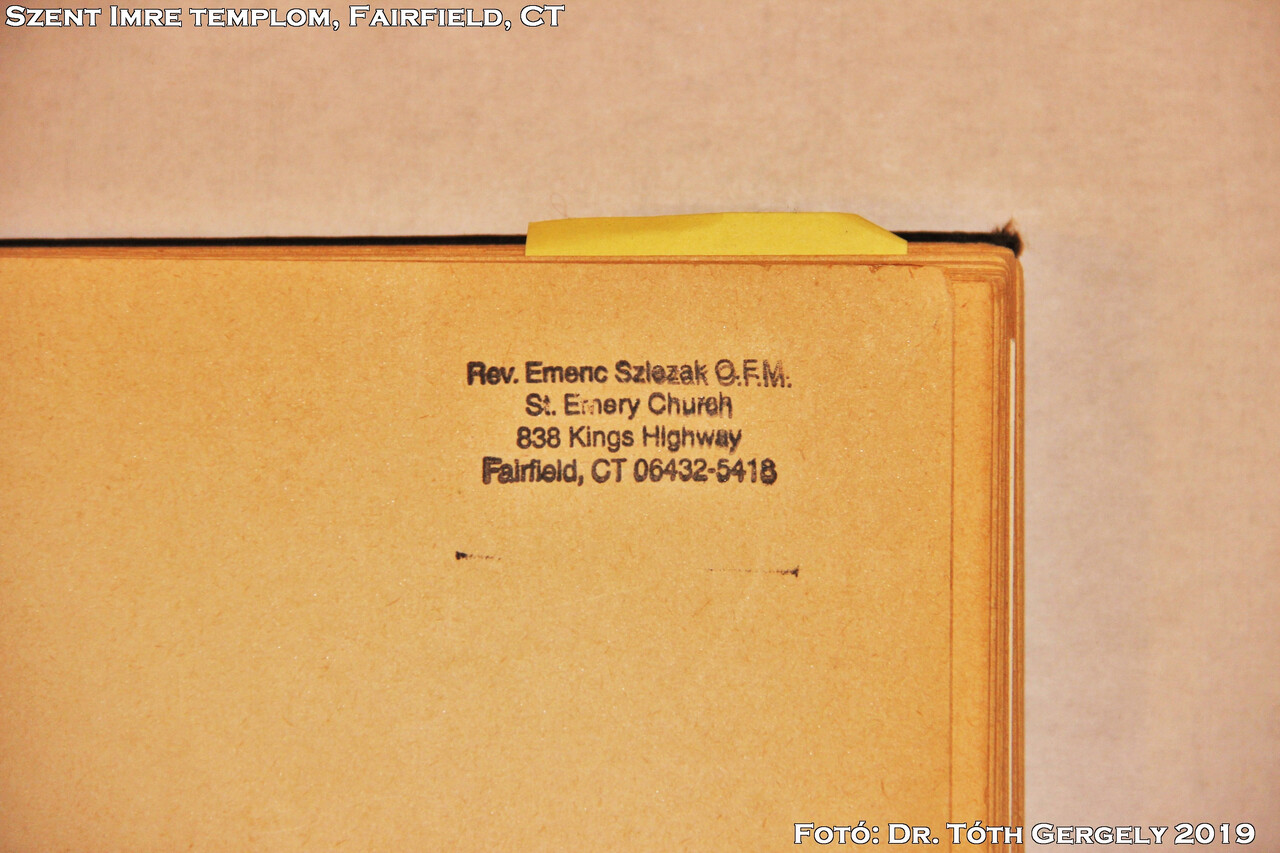 Szent Imre templom, Fairfield, CT
Rev. Emeric Szlezak O.F.M.
St. Emery Church
838 Kings Highway
Fairfield, CT 06432-5418
Fotó: Dr. Tóth Gergely 2019